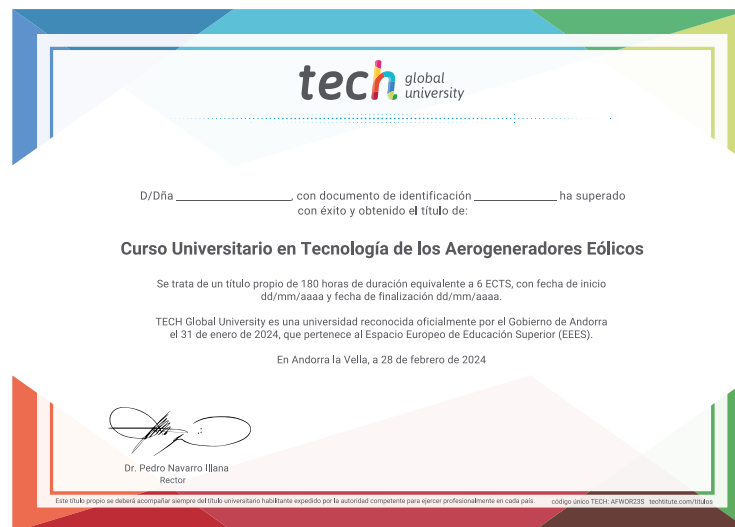 tech global university
D/Dña ____________________, con documento de identificación ______________ ha superado
con éxito y obtenido el título de:
Curso Universitario en Tecnología de los Aerogeneradores Eólicos
Se trata de un título propio de 180 horas de duración equivalente a 6 ECTS, con fecha de inicio
dd/mm/aaaa y fecha de finalización dd/mm/aaaa.
TECH Global University es una universidad reconocida oficialmente por el Gobierno de Andorra
el 31 de enero de 2024, que pertenece al Espacio Europeo de Educación Superior (EEES).
En Andorra la Vella, a 28 de febrero de 2024
Dr. Pedro Navarro Illana
Rector
Este título propio se deberá acompañar siempre del título universitario habilitante expedido por la autoridad competente para ejercer profesionalmente en cada país. código único TECH: AFWOR235 techtitute.com/titulos